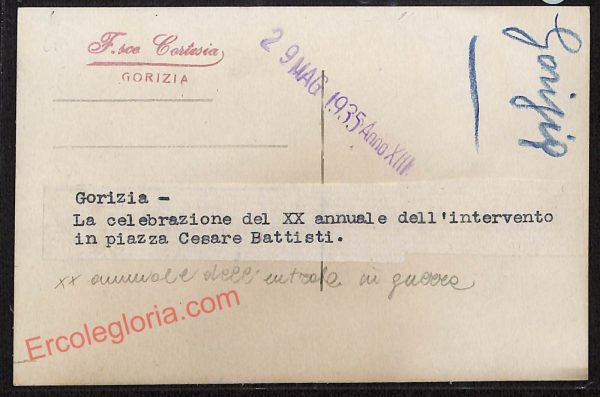 F.sco Cortesia
GORIZIA
29 MAG. 1935 Anno XIII
Gorizia
Gorizia -
La celebrazione del XX annuale dell'intervento
in piazza Cesare Battisti.
xx annuale dell'entrata in guerra
Ercolegloria.com